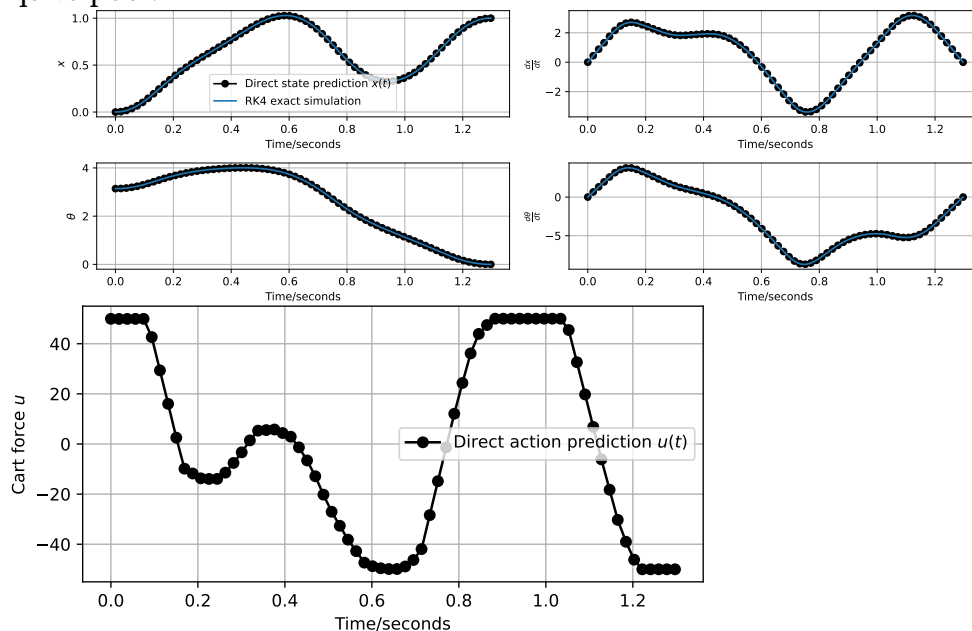 1.0
0.5
0.0
x
Direct state prediction x(t)
RK4 exact simulation
0.0 0.2 0.4 0.6 0.8 1.0 1.2
Time/seconds
2
0
−2
dx
dt
0.0 0.2 0.4 0.6 0.8 1.0 1.2
Time/seconds
4
2
0
θ
0.0 0.2 0.4 0.6 0.8 1.0 1.2
Time/seconds
0
−5
dθ
dt
0.0 0.2 0.4 0.6 0.8 1.0 1.2
Time/seconds
40
20
0
−20
−40
Cart force u
Direct action prediction u(t)
0.0 0.2 0.4 0.6 0.8 1.0 1.2
Time/seconds